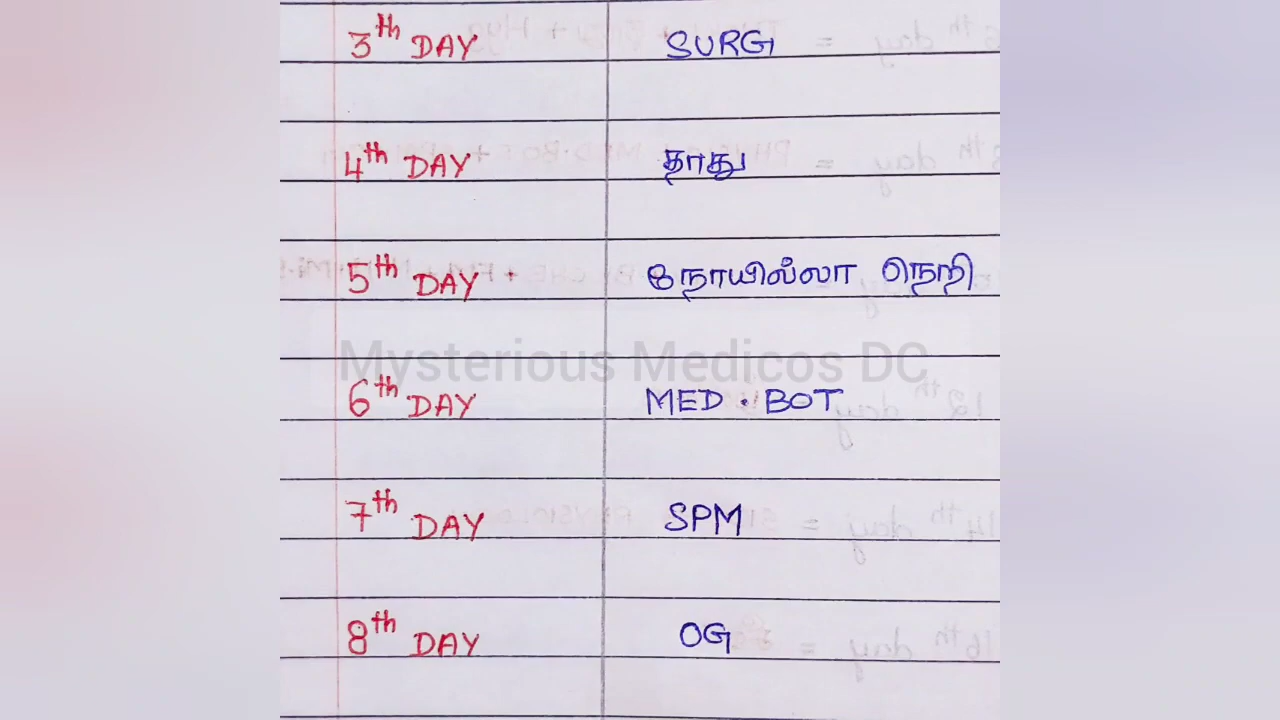 3th DAY SURG
4th DAY தாது
5th DAY நோயில்லா நெறி
Mysterious Medicos DC
6th DAY MED. BOT
7th DAY SPM
8th DAY OG